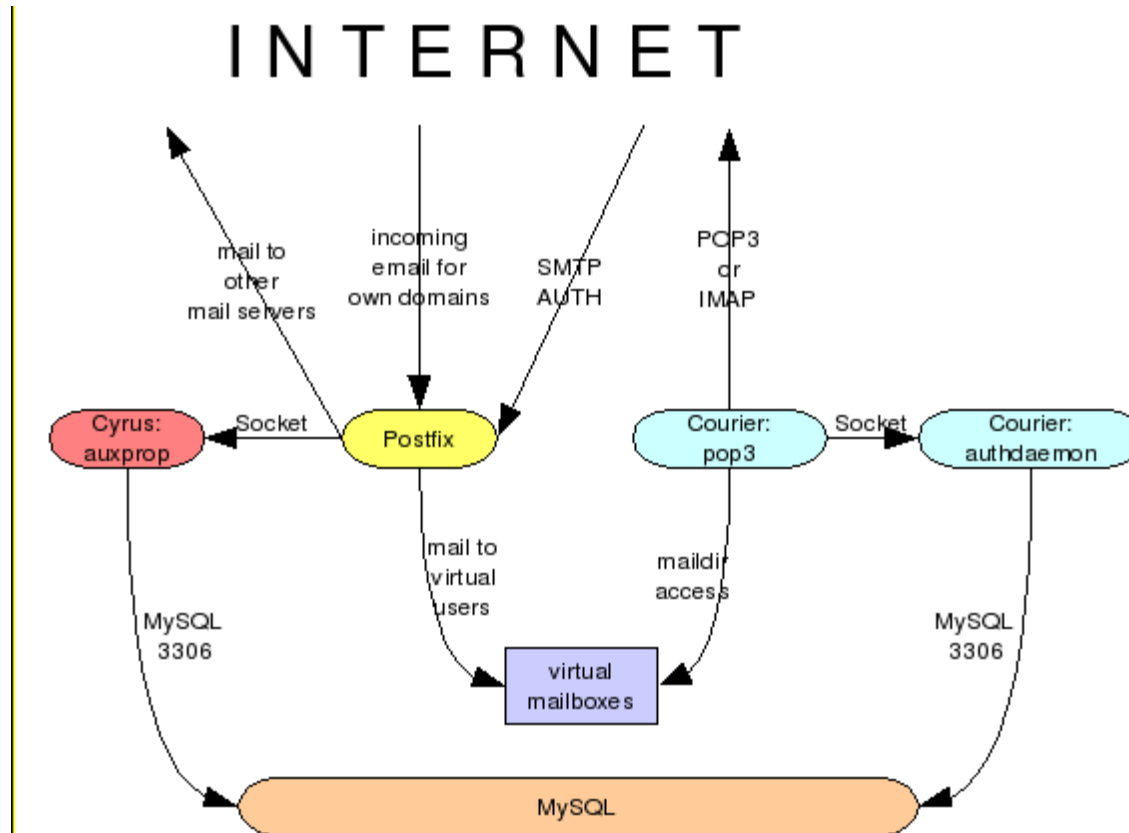 INTERNET
mail to
other
mail servers
incoming
email for
own domains
SMTP
AUTH
POP3
or
IMAP
Cyrus:
auxprop
Socket
Postfix
Courier:
pop3
Socket
Courier:
authdaemon
mail to
virtual
users
maildir
access
MySQL
3306
MySQL
3306
virtual
mailboxes
MySQL